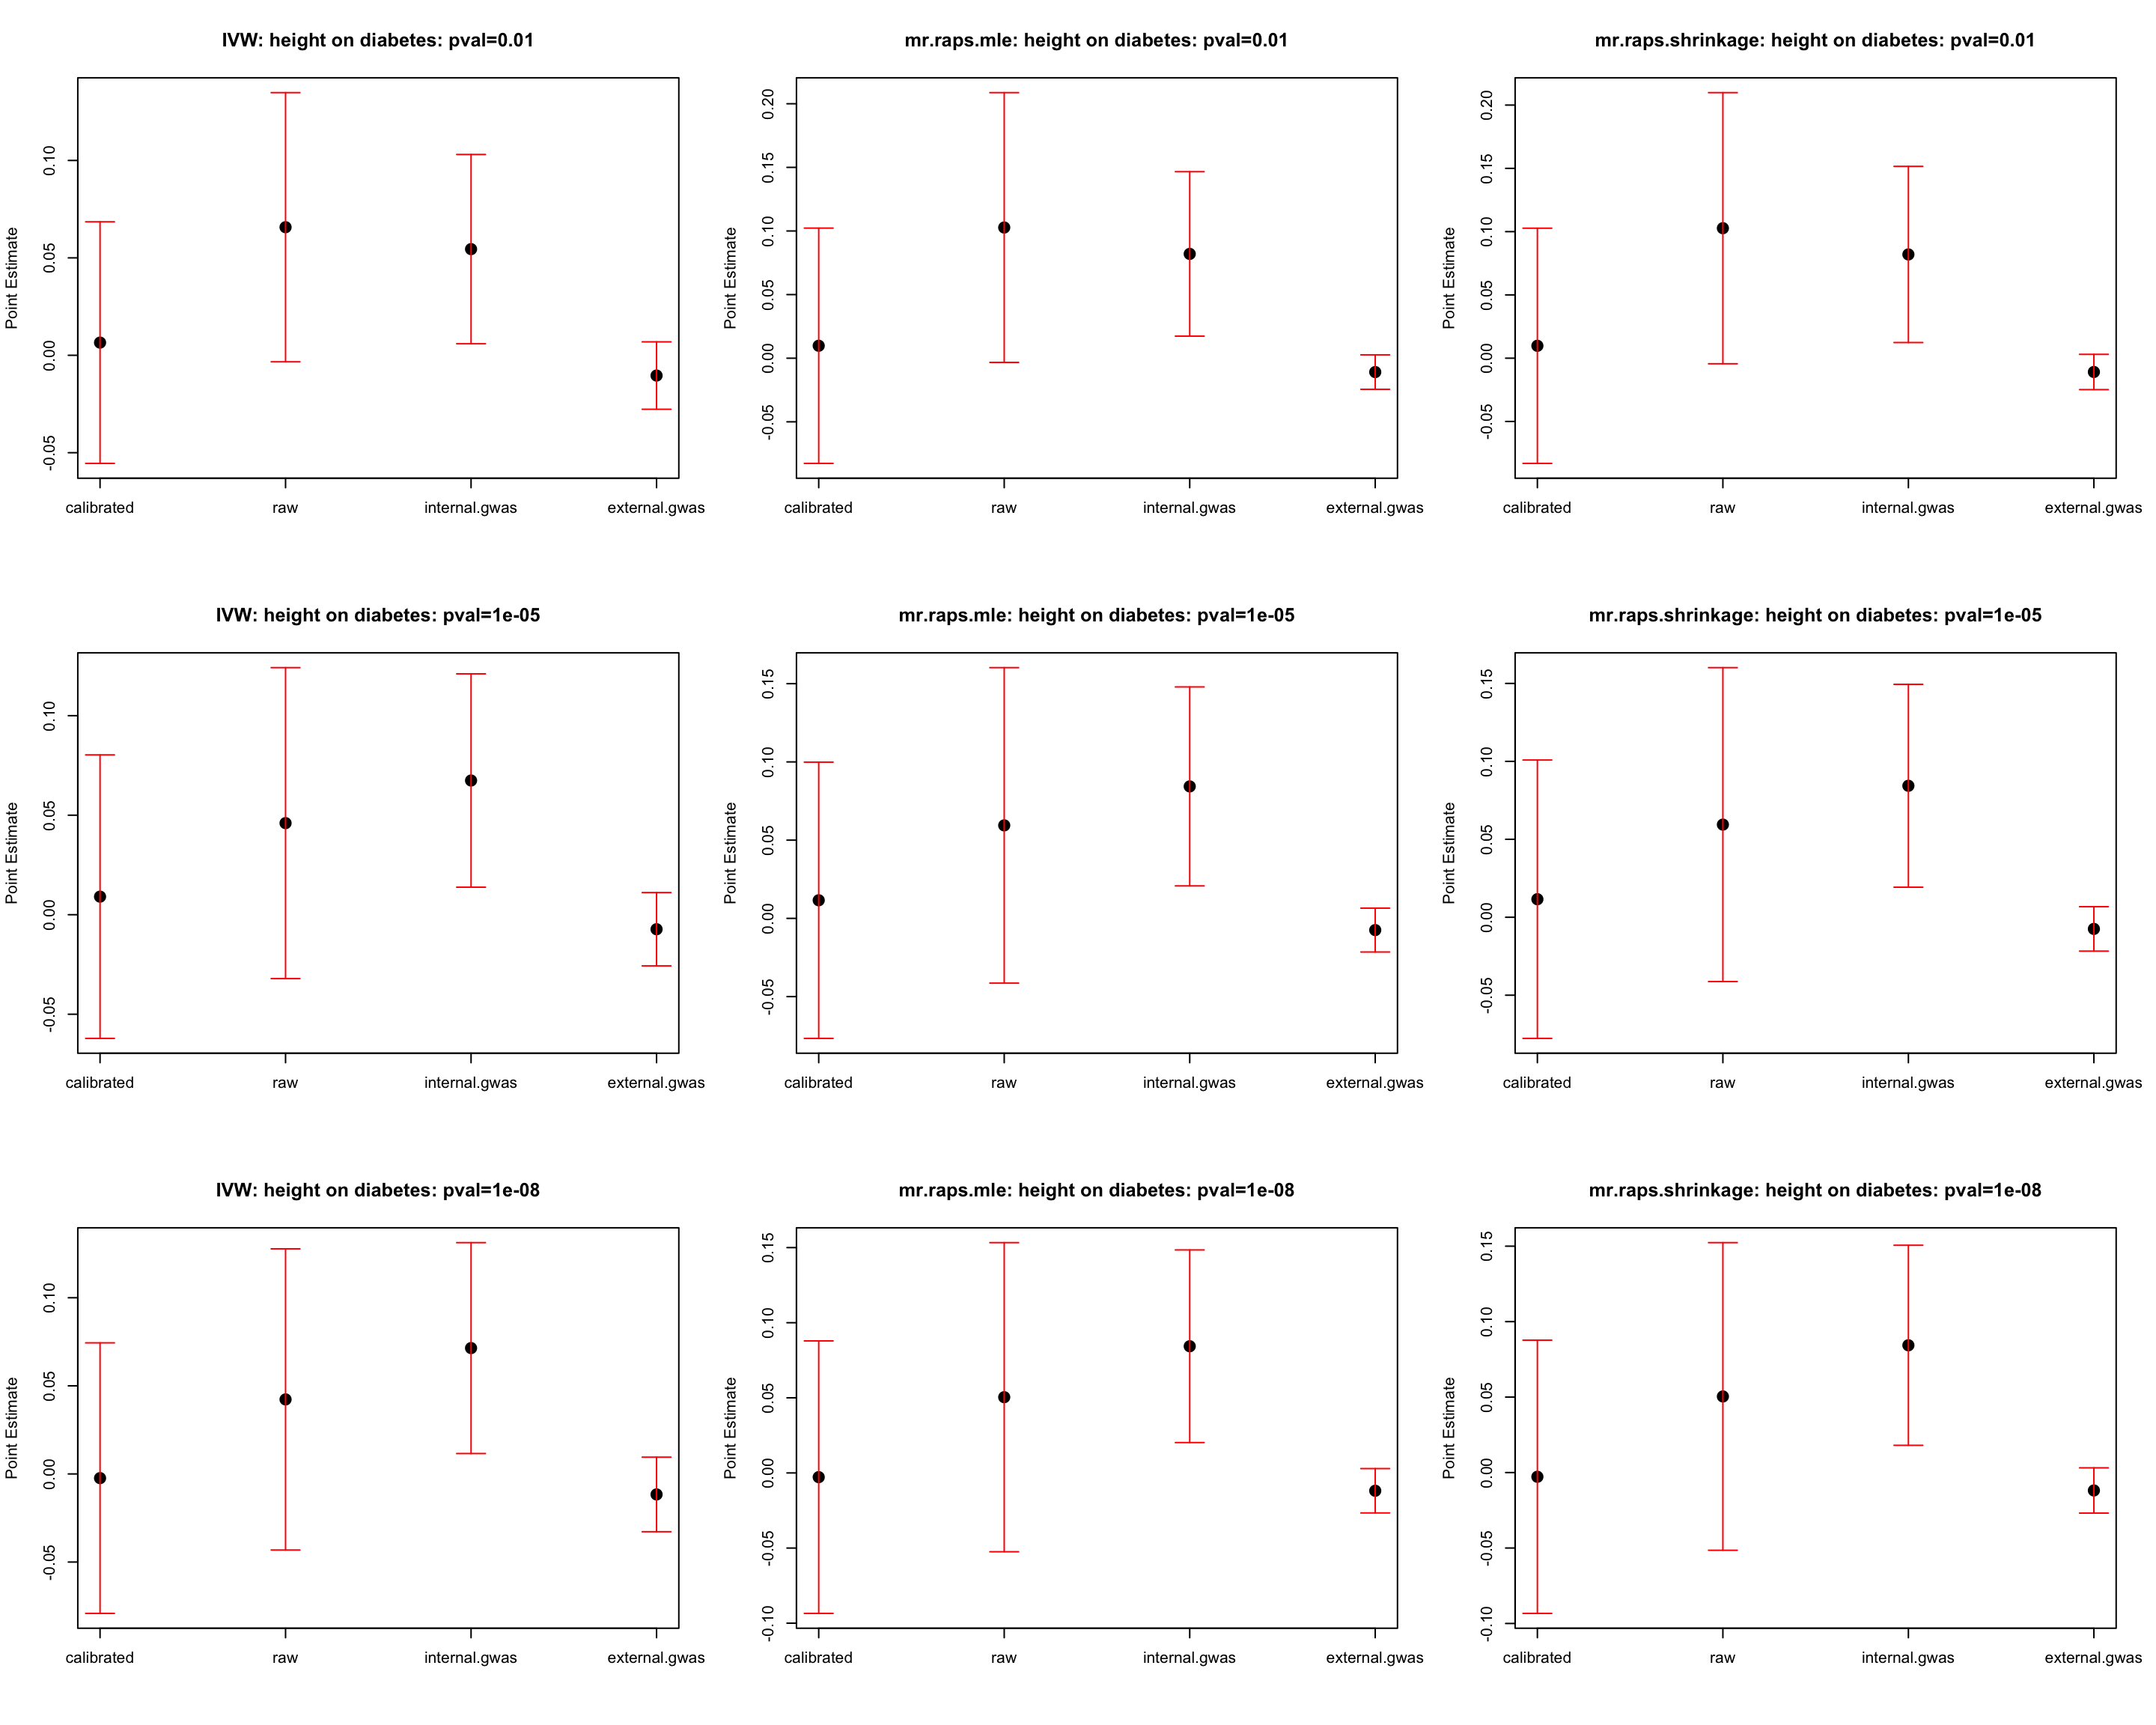 IVW: height on diabetes: pval=0.01
Point Estimate
0.10
0.05
0.00
-0.05
calibrated raw internal.gwas external.gwas
mr.raps.mle: height on diabetes: pval=0.01
Point Estimate
0.20
0.15
0.10
0.05
0.00
-0.05
calibrated raw internal.gwas external.gwas
mr.raps.shrinkage: height on diabetes: pval=0.01
Point Estimate
0.20
0.15
0.10
0.05
0.00
-0.05
calibrated raw internal.gwas external.gwas
IVW: height on diabetes: pval=1e-05
Point Estimate
0.10
0.05
0.00
-0.05
calibrated raw internal.gwas external.gwas
mr.raps.mle: height on diabetes: pval=1e-05
Point Estimate
0.15
0.10
0.05
0.00
-0.05
calibrated raw internal.gwas external.gwas
mr.raps.shrinkage: height on diabetes: pval=1e-05
Point Estimate
0.15
0.10
0.05
0.00
-0.05
calibrated raw internal.gwas external.gwas
IVW: height on diabetes: pval=1e-08
Point Estimate
0.10
0.05
0.00
-0.05
calibrated raw internal.gwas external.gwas
mr.raps.mle: height on diabetes: pval=1e-08
Point Estimate
0.15
0.10
0.05
0.00
-0.05
-0.10
calibrated raw internal.gwas external.gwas
mr.raps.shrinkage: height on diabetes: pval=1e-08
Point Estimate
0.15
0.10
0.05
0.00
-0.05
-0.10
calibrated raw internal.gwas external.gwas